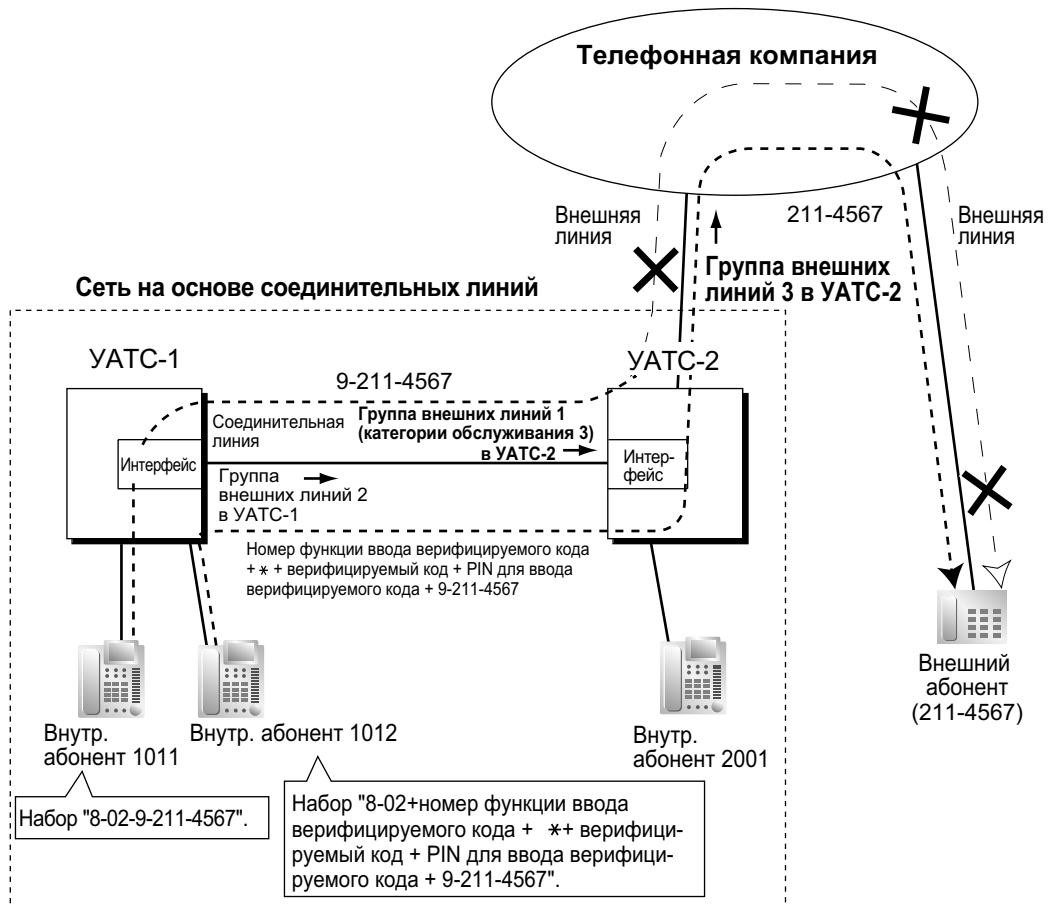 Телефонная компания
Внешняя
линия
211-4567
Внешняя
линия
Группа внешних
линий 3 в УАТС-2
Сеть на основе соединительных линий
УАТС-1
УАТС-2
9-211-4567
Соединительная
линия
Группа внешних линий 1
(категории обслуживания 3)
в УАТС-2
Интерфейс
Интер-
фейс
Группа
внешних линий 2
в УАТС-1
Номер функции ввода верифицируемого кода
+ * + верифицируемый код + PIN для ввода
верифицируемого кода + 9-211-4567
Внутр.
абонент 1011
Внутр. абонент 1012
Внутр.
абонент 2001
Внешний
абонент
(211-4567)
Набор "8-02-9-211-4567".
Набор "8-02+номер функции ввода
верифицируемого кода + *+ верифици-
руемый код + PIN для ввода верифици-
руемого кода + 9-211-4567".